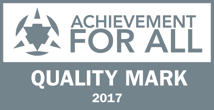 ACHIEVEMENT
FOR ALL
QUALITY MARK
2017